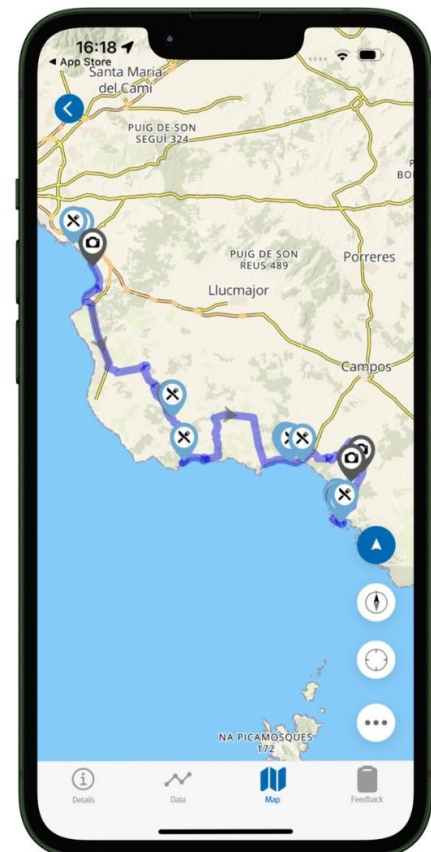 16:18
◀ App Store
Santa Maria
del Camí
PUIG DE SON
SEGUÍ 324
PUIG DE SON
REUS 489
Porreres
Llucmajor
Campos
NA PICAMOSQUES
172
Details
Data
Map
Feedback